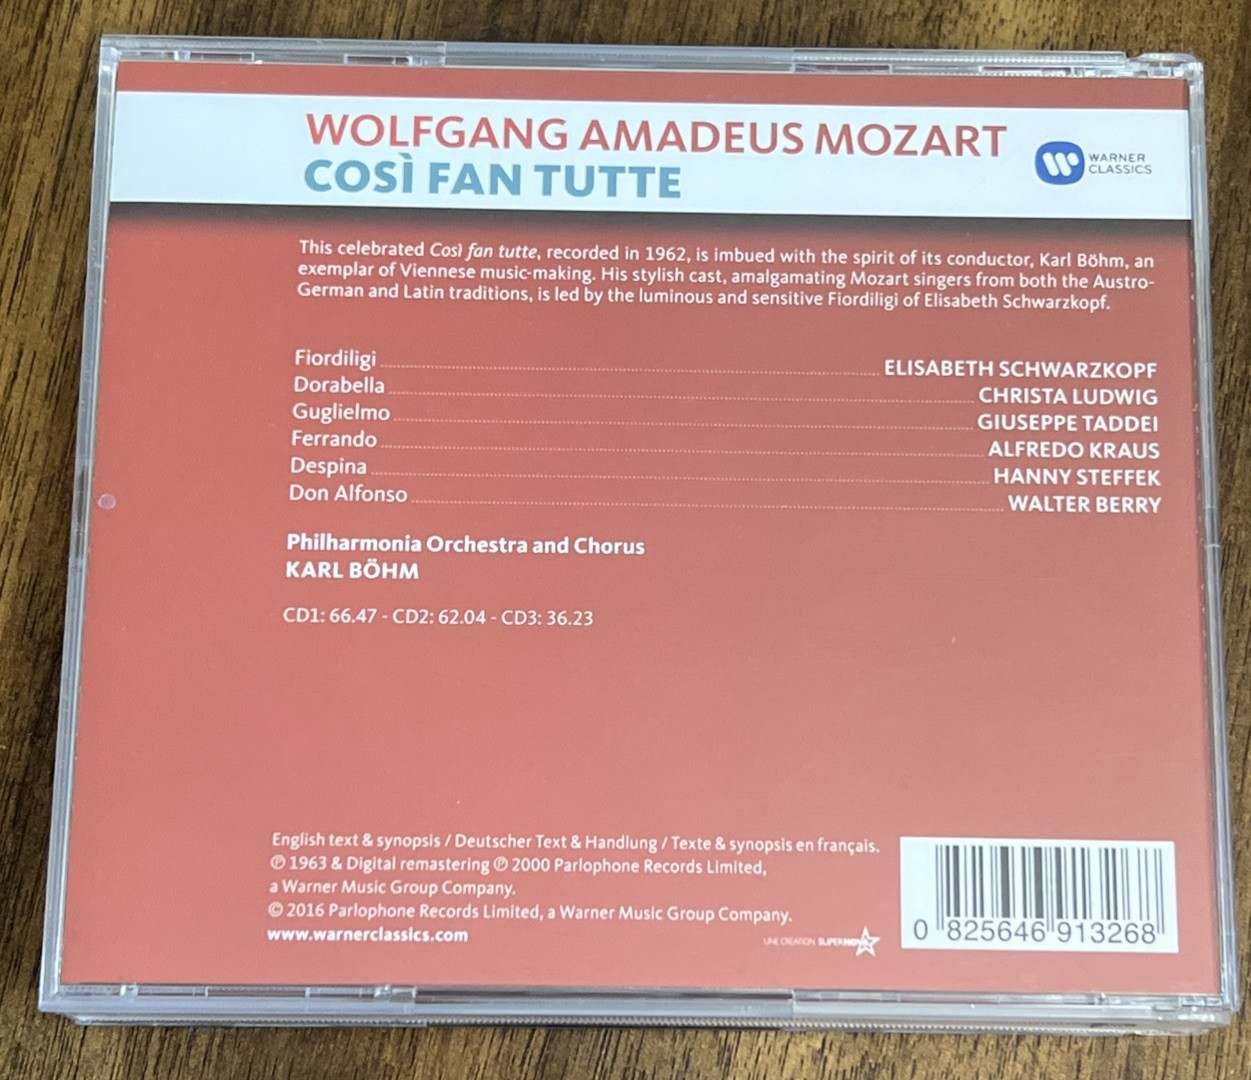 WOLFGANG AMADEUS MOZART
COSÌ FAN TUTTE
WARNER
CLASSICS
This celebrated Così fan tutte, recorded in 1962, is imbued with the spirit of its conductor, Karl Böhm, an
exemplar of Viennese music-making. His stylish cast, amalgamating Mozart singers from both the Austro-
German and Latin traditions, is led by the luminous and sensitive Fiordiligi of Elisabeth Schwarzkopf.
Fiordiligi ELISABETH SCHWARZKOPF
Dorabella CHRISTA LUDWIG
Guglielmo GIUSEPPE TADDEI
Ferrando ALFREDO KRAUS
Despina HANNY STEFFEK
Don Alfonso WALTER BERRY
Philharmonia Orchestra and Chorus
KARL BÖHM
CD1: 66.47 - CD2: 62.04 - CD3: 36.23
English text & synopsis / Deutscher Text & Handlung / Texte & synopsis en français.
℗ 1963 & Digital remastering ℗ 2000 Parlophone Records Limited,
a Warner Music Group Company.
© 2016 Parlophone Records Limited, a Warner Music Group Company.
www.warnerclassics.com
UNE CRÉATION SUPERNOVA
0 825646 913268